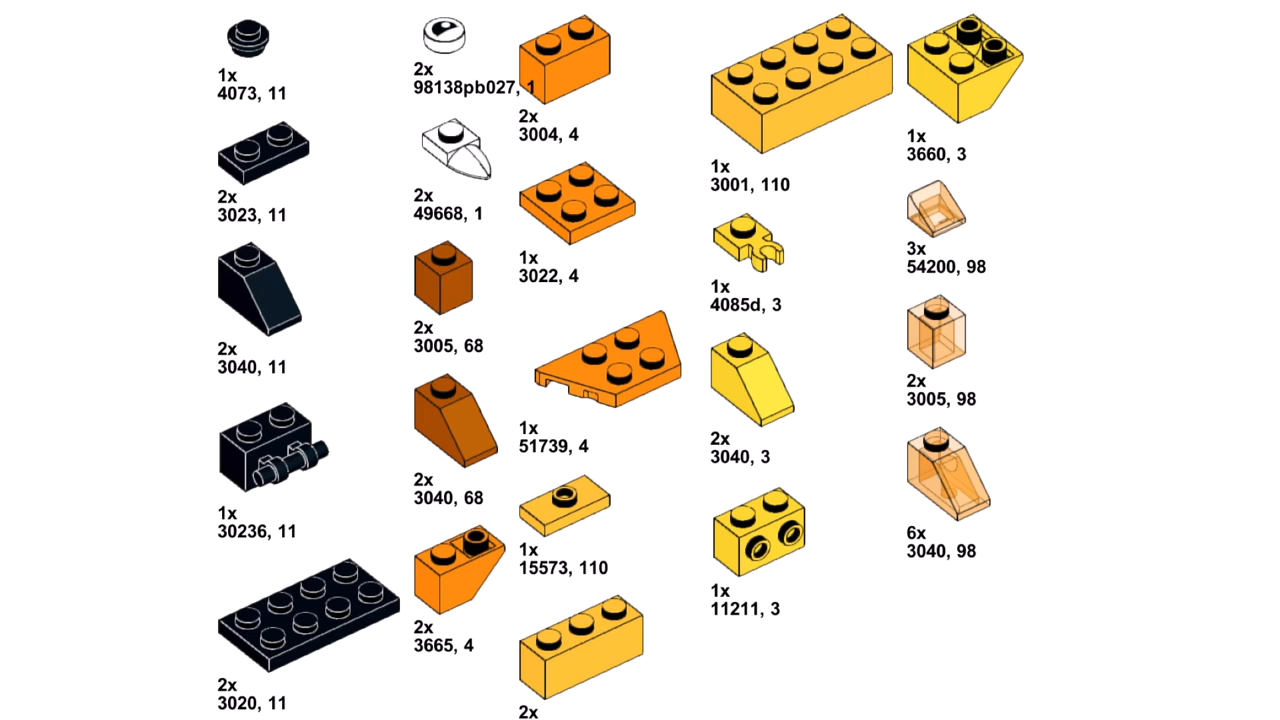 1x
4073, 11
2x
3023, 11
2x
3040, 11
1x
30236, 11
2x
3020, 11
2x
98138pb027, 1
2x
49668, 1
2x
3005, 68
2x
3040, 68
2x
3665, 4
2x
3004, 4
1x
3022, 4
1x
51739, 4
1x
15573, 110
2x
1x
3001, 110
1x
4085d, 3
2x
3040, 3
1x
11211, 3
1x
3660, 3
3x
54200, 98
2x
3005, 98
6x
3040, 98